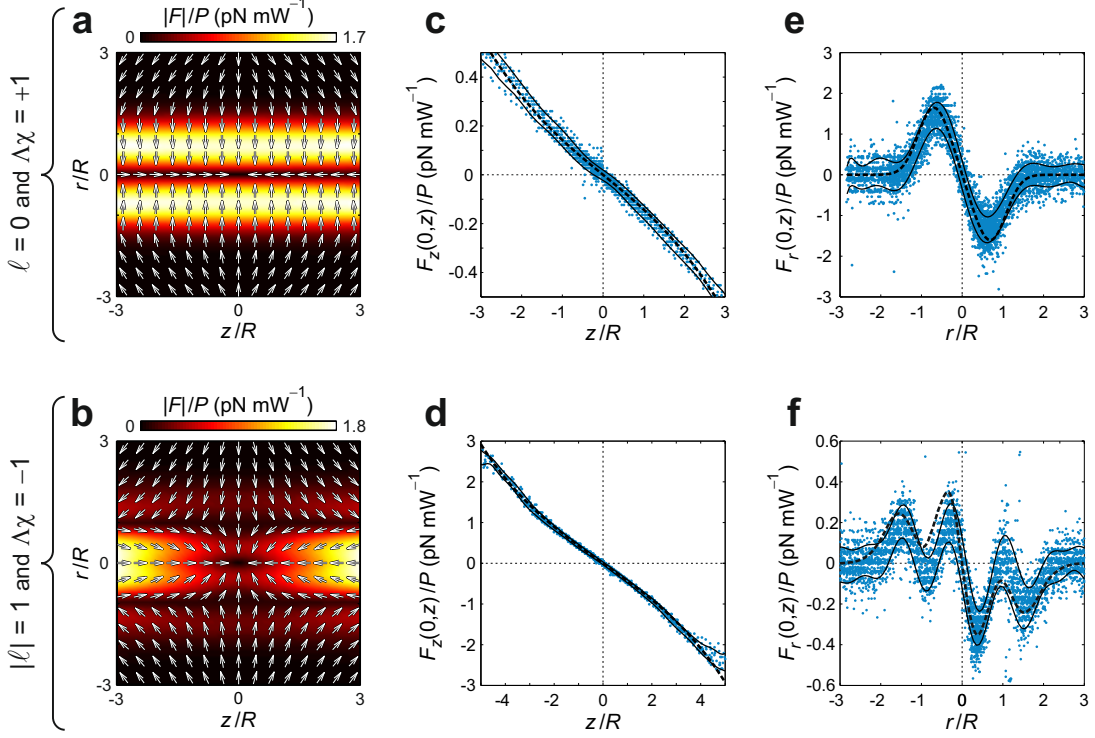 a
|F|/P (pN mW⁻¹)
0 1.7
3
0
-3
r/R
-3 0 3
z/R
ℓ = 0 and Λχ = +1
c
0.4
0.2
0
-0.2
-0.4
F_z(0,z)/P (pN mW⁻¹)
-3 -2 -1 0 1 2 3
z/R
e
3
2
1
0
-1
-2
-3
F_r(0,z)/P (pN mW⁻¹)
-3 -2 -1 0 1 2 3
r/R
b
|F|/P (pN mW⁻¹)
0 1.8
3
0
-3
r/R
-3 0 3
z/R
|ℓ| = 1 and Λχ = −1
d
3
2
1
0
-1
-2
-3
F_z(0,z)/P (pN mW⁻¹)
-4 -2 0 2 4
z/R
f
0.6
0.4
0.2
0
-0.2
-0.4
-0.6
F_r(0,z)/P (pN mW⁻¹)
-3 -2 -1 0 1 2 3
r/R